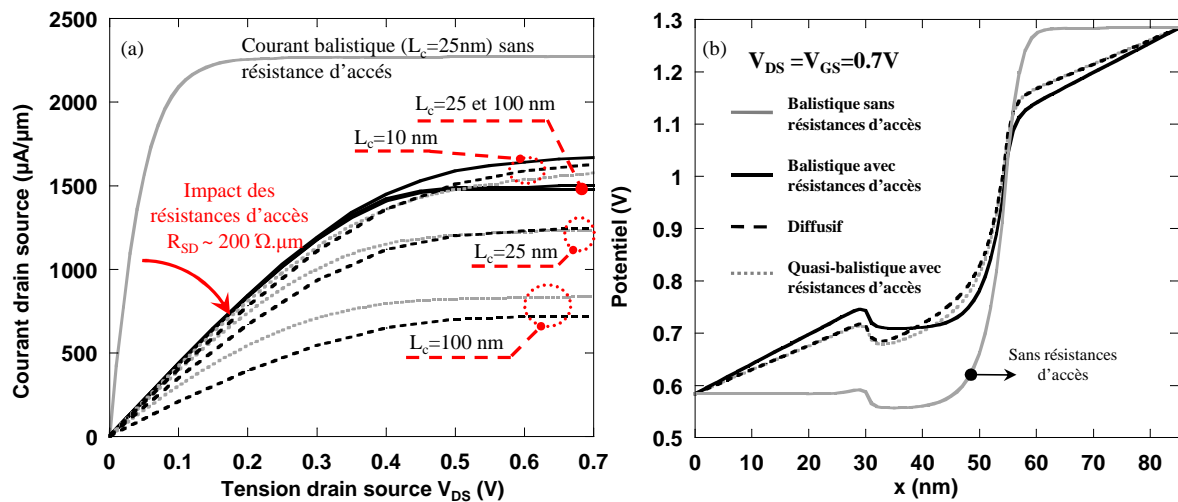 (a)
Courant drain source (µA/µm)
2500
2000
1500
1000
500
0
Courant balistique (Lc=25nm) sans
résistance d'accés
Lc=25 et 100 nm
Lc=10 nm
Impact des
résistances d'accès
RSD ~ 200 Ω.µm
Lc=25 nm
Lc=100 nm
0 0.1 0.2 0.3 0.4 0.5 0.6 0.7
Tension drain source VDS (V)
(b)
Potentiel (V)
1.3
1.2
1.1
1.0
0.9
0.8
0.7
0.6
0.5
VDS =VGS=0.7V
Balistique sans
résistances d'accès
Balistique avec
résistances d'accès
Diffusif
Quasi-balistique avec
résistances d'accès
Sans résistances
d'accès
0 10 20 30 40 50 60 70 80
x (nm)